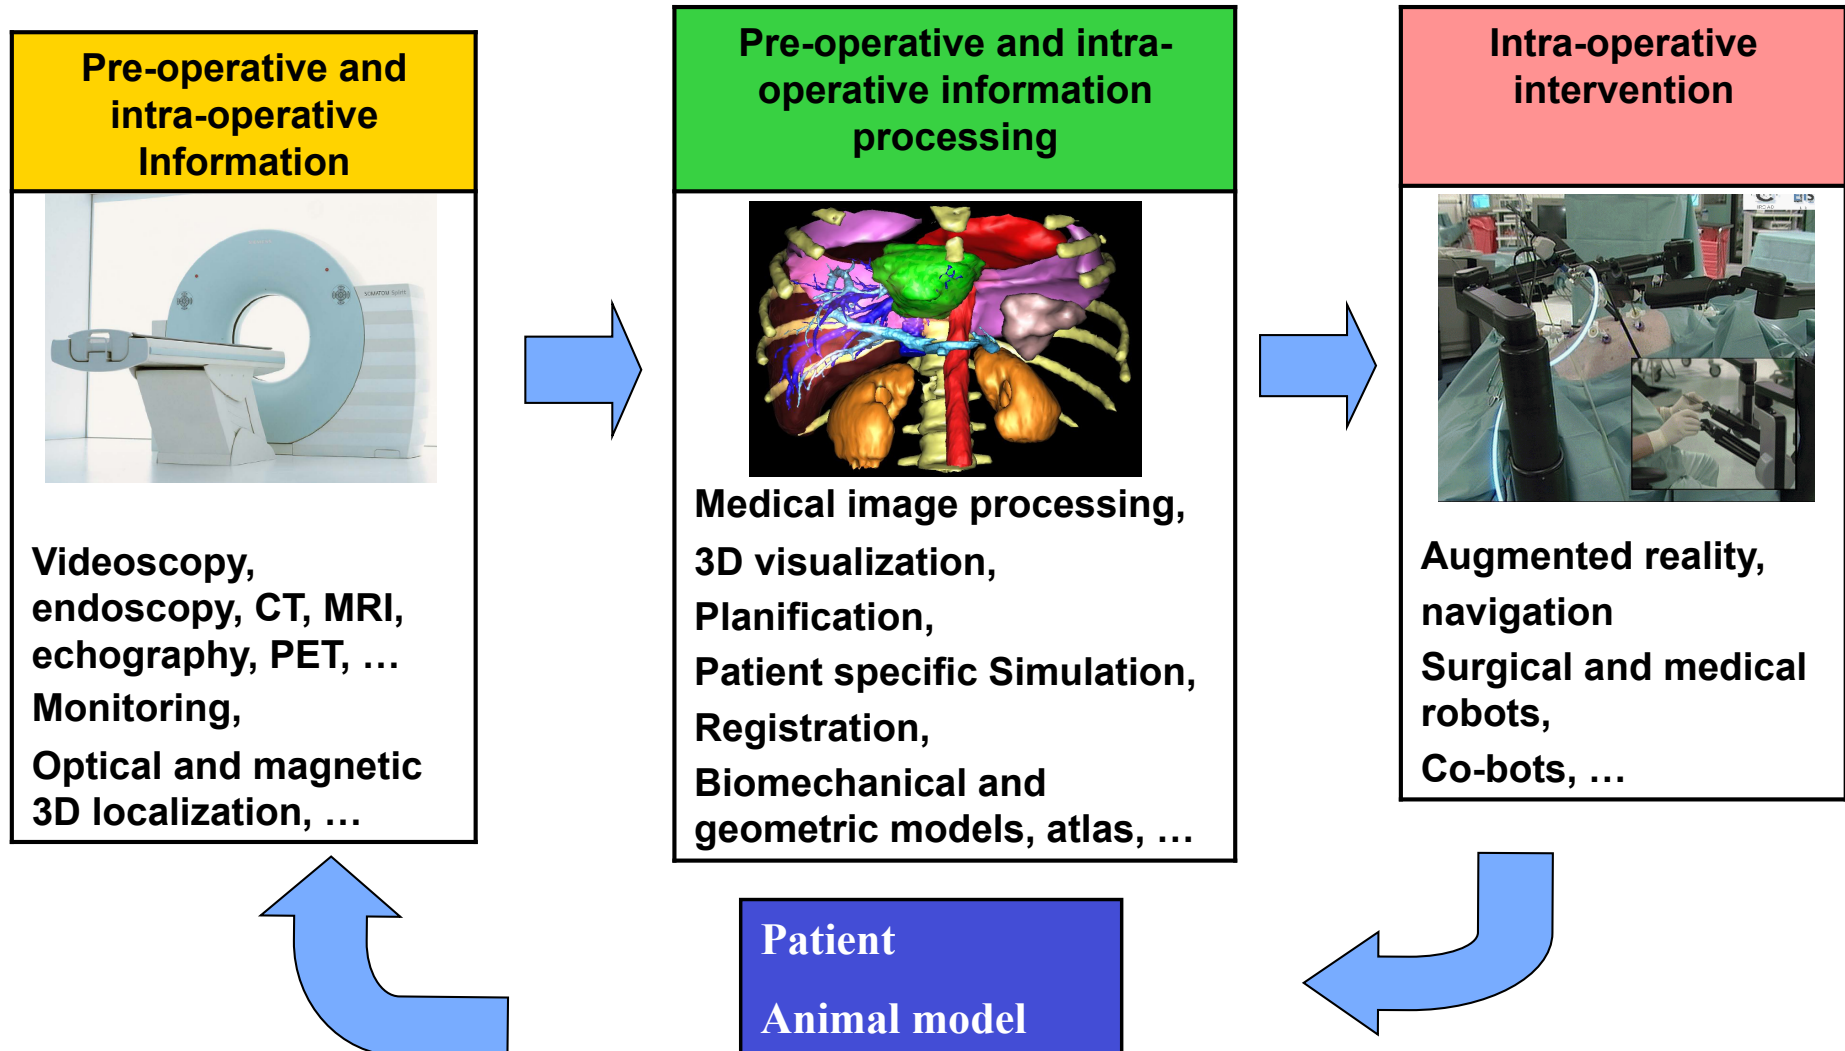 Pre-operative and
intra-operative
Information
Videoscopy,
endoscopy, CT, MRI,
echography, PET, …
Monitoring,
Optical and magnetic
3D localization, …
Pre-operative and intra-
operative information
processing
Medical image processing,
3D visualization,
Planification,
Patient specific Simulation,
Registration,
Biomechanical and
geometric models, atlas, …
Intra-operative
intervention
Augmented reality,
navigation
Surgical and medical
robots,
Co-bots, …
Patient
Animal model